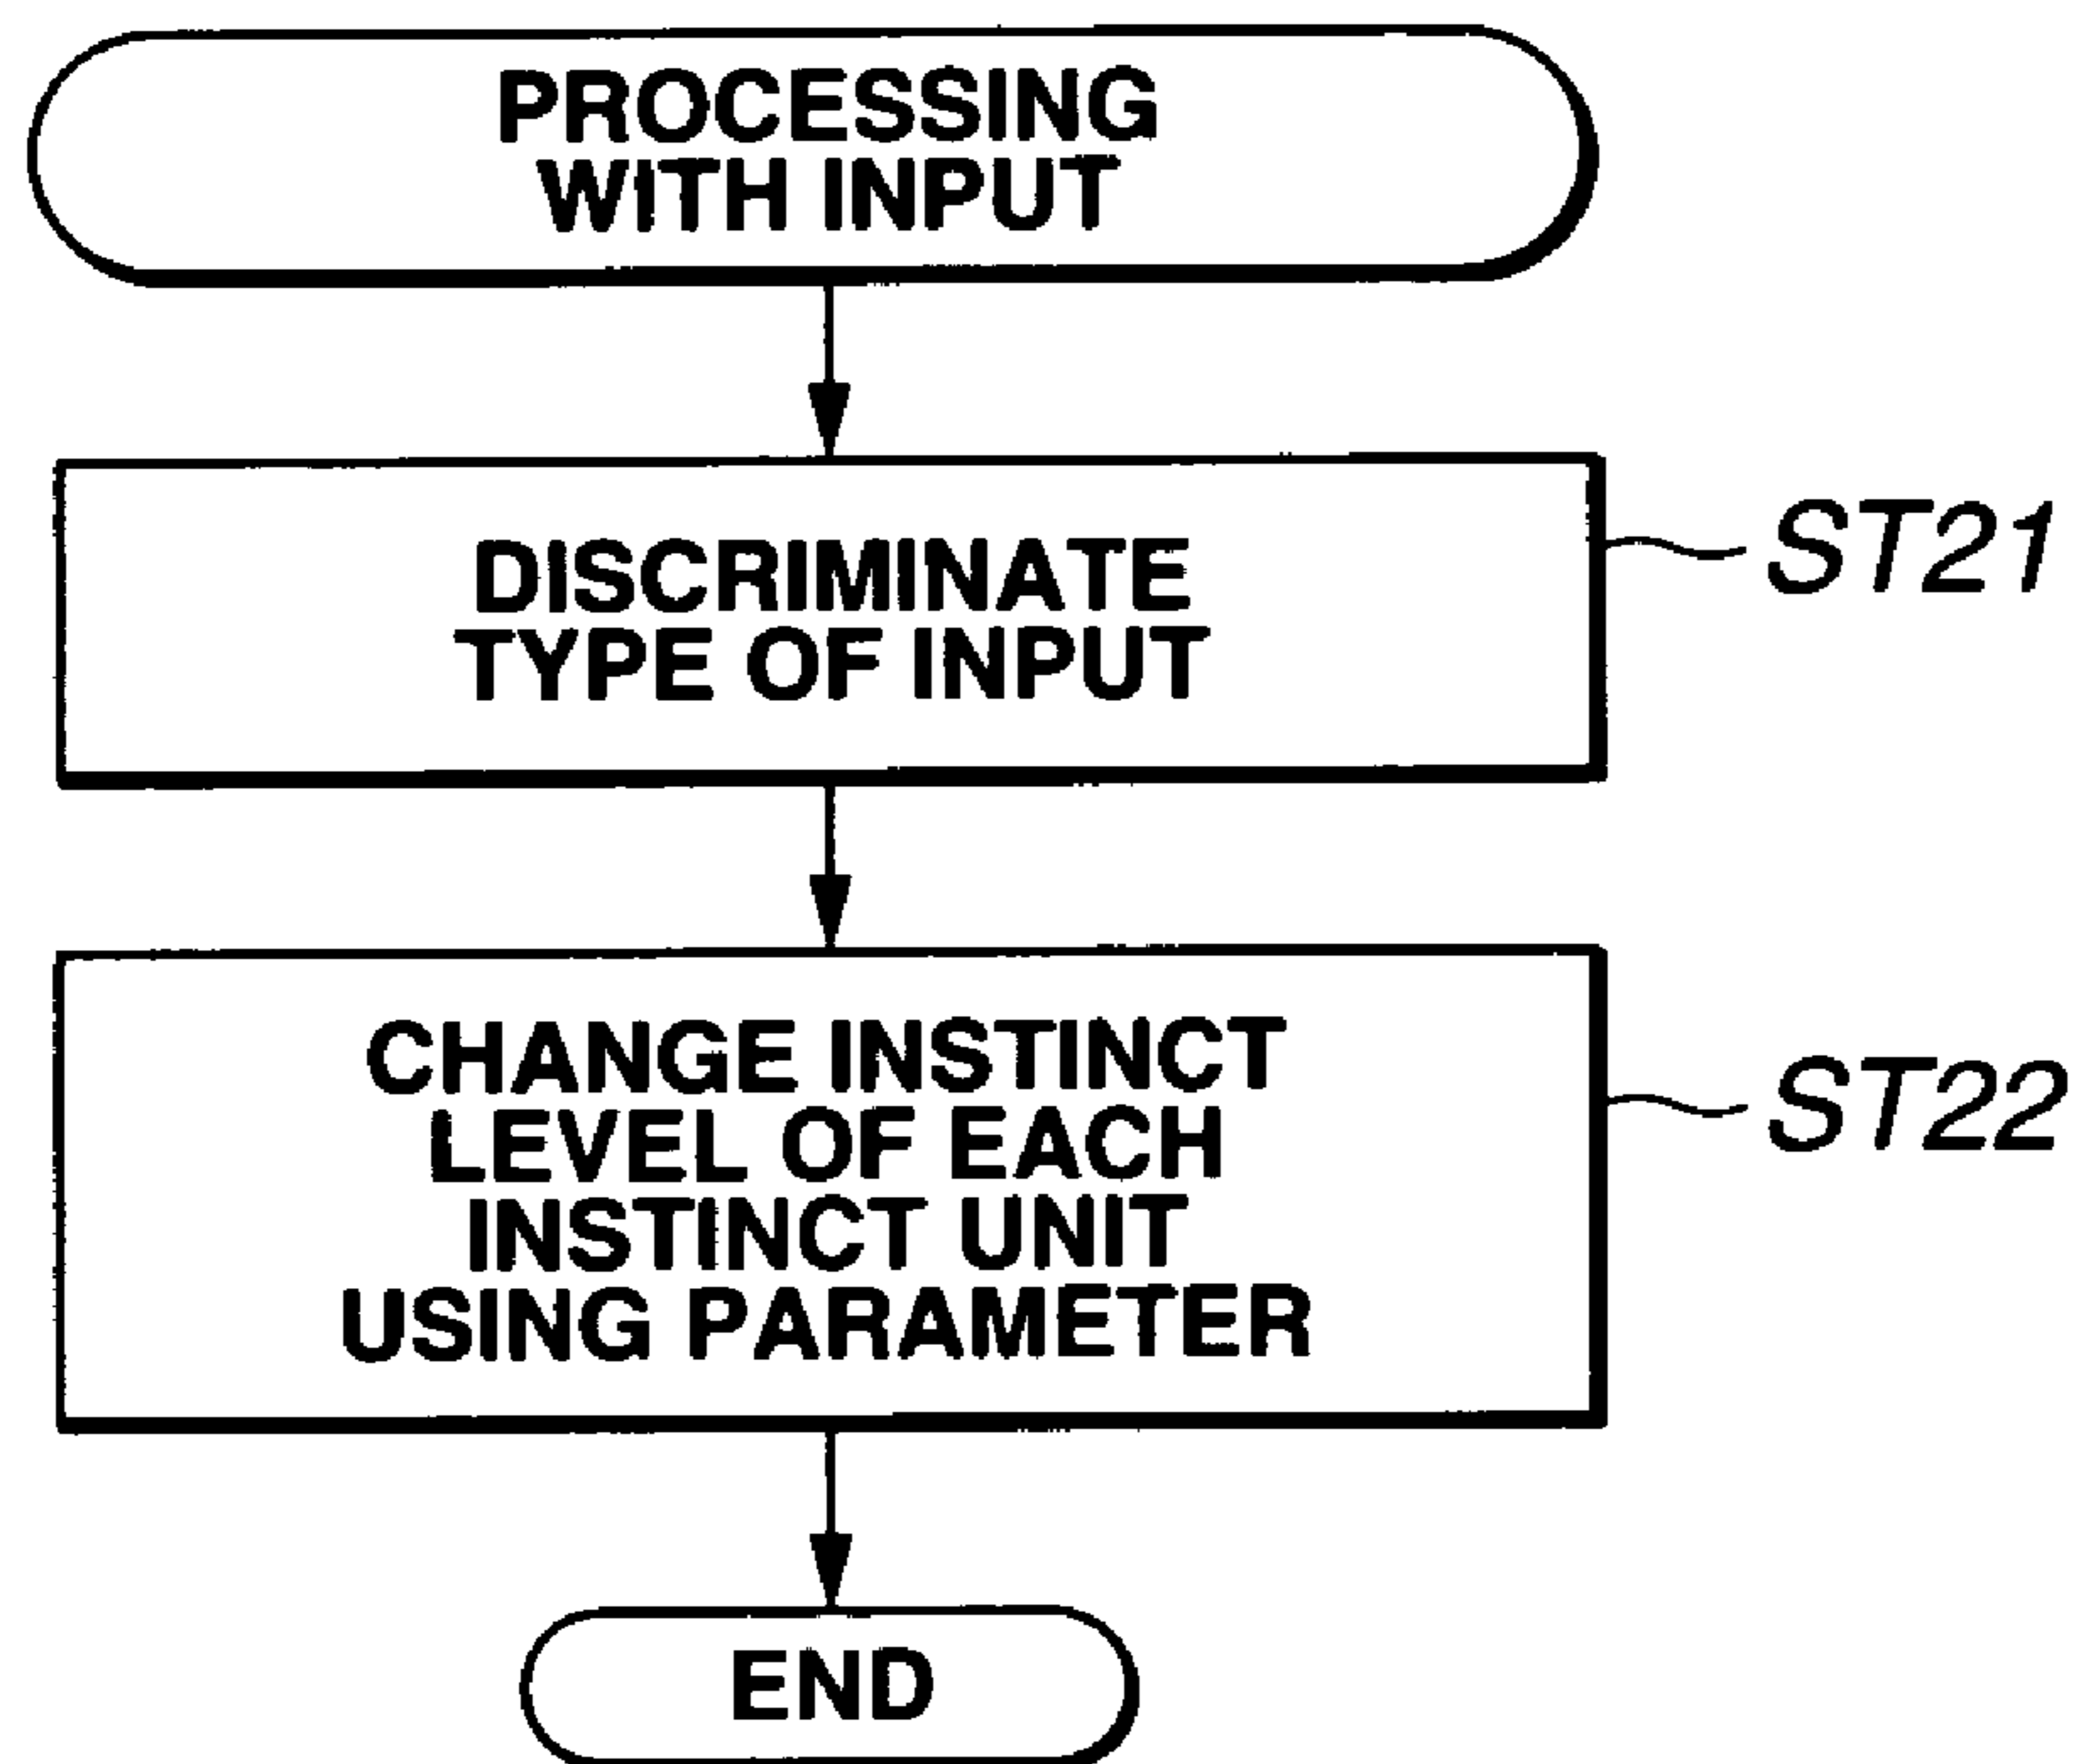 PROCESSING
WITH INPUT
DISCRIMINATE
TYPE OF INPUT
ST21
CHANGE INSTINCT
LEVEL OF EACH
INSTINCT UNIT
USING PARAMETER
ST22
END